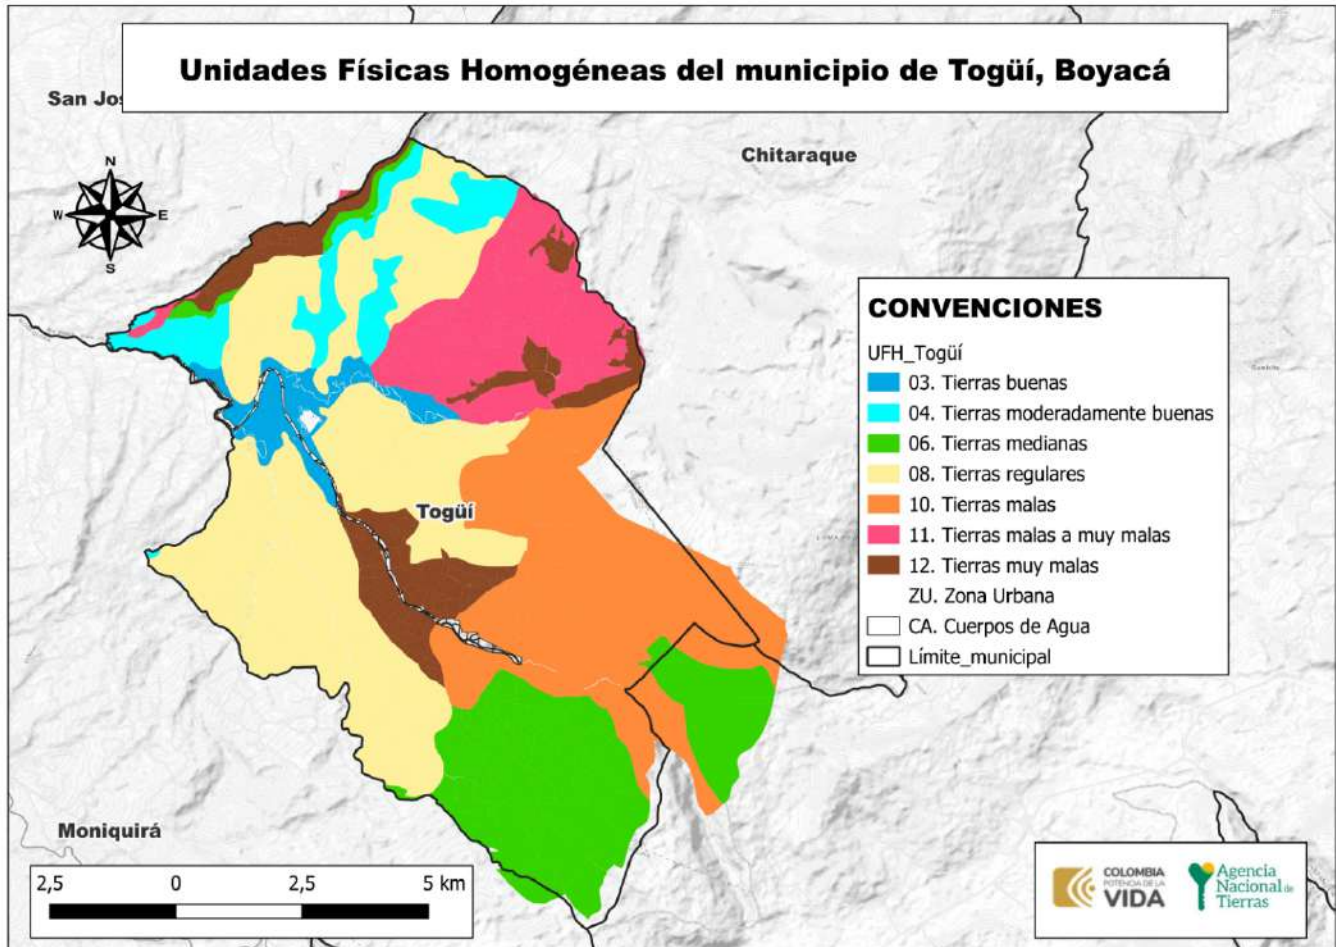 Unidades Físicas Homogéneas del municipio de Togüí, Boyacá
San Jos
Chitaraque
N
W
E
S
CONVENCIONES
UFH_Togüí
03. Tierras buenas
04. Tierras moderadamente buenas
06. Tierras medianas
08. Tierras regulares
10. Tierras malas
11. Tierras malas a muy malas
12. Tierras muy malas
ZU. Zona Urbana
CA. Cuerpos de Agua
Límite_municipal
Togüí
Moniquirá
2,5 0 2,5 5 km
COLOMBIA
POTENCIA DE LA
VIDA
Agencia
Nacional de
Tierras